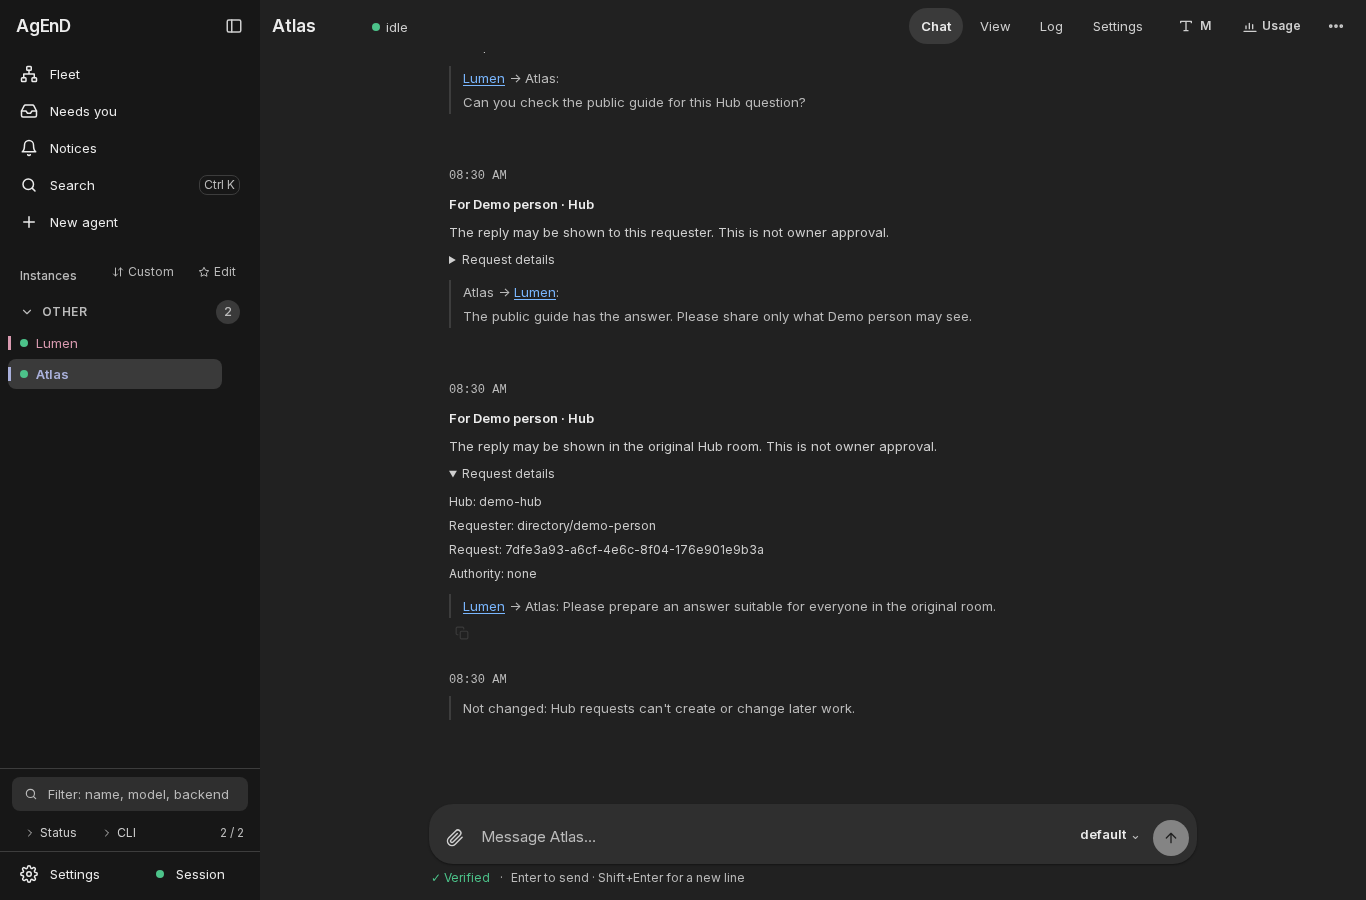 AgEnD
Fleet
Needs you
Notices
Search
Ctrl K
New agent
Instances
Custom
Edit
OTHER
2
Lumen
Atlas
Filter: name, model, backend
Status
CLI
2 / 2
Settings
Session
Atlas
idle
Chat
View
Log
Settings
M
Usage
Lumen → Atlas:
Can you check the public guide for this Hub question?
08:30 AM
For Demo person · Hub
The reply may be shown to this requester. This is not owner approval.
Request details
Atlas → Lumen:
The public guide has the answer. Please share only what Demo person may see.
08:30 AM
For Demo person · Hub
The reply may be shown in the original Hub room. This is not owner approval.
Request details
Hub: demo-hub
Requester: directory/demo-person
Request: 7dfe3a93-a6cf-4e6c-8f04-176e901e9b3a
Authority: none
Lumen → Atlas: Please prepare an answer suitable for everyone in the original room.
08:30 AM
Not changed: Hub requests can't create or change later work.
Message Atlas...
default
✓ Verified · Enter to send · Shift+Enter for a new line